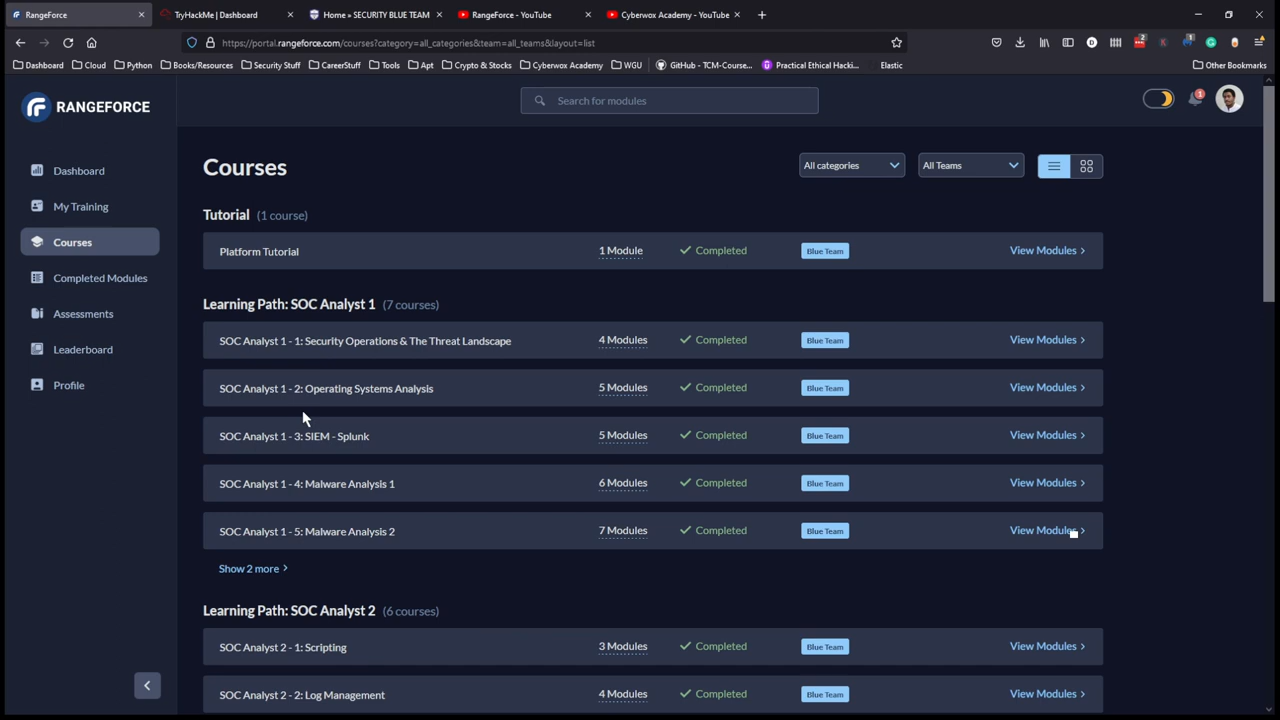 RangeForce
TryHackMe | Dashboard
Home » SECURITY BLUE TEAM
RangeForce - YouTube
Cyberwox Academy - YouTube
https://portal.rangeforce.com/courses?category=all_categories&team=all_teams&layout=list
Dashboard
Cloud
Python
Books/Resources
Security Stuff
CareerStuff
Tools
Apt
Crypto & Stocks
Cyberwox Academy
WGU
GitHub - TCM-Course...
Practical Ethical Hacki...
Elastic
Other Bookmarks
RANGEFORCE
Search for modules
1
Dashboard
My Training
Courses
Completed Modules
Assessments
Leaderboard
Profile
Courses
All categories
All Teams
Tutorial (1 course)
Platform Tutorial 1 Module Completed Blue Team View Modules >
Learning Path: SOC Analyst 1 (7 courses)
SOC Analyst 1 - 1: Security Operations & The Threat Landscape 4 Modules Completed Blue Team View Modules >
SOC Analyst 1 - 2: Operating Systems Analysis 5 Modules Completed Blue Team View Modules >
SOC Analyst 1 - 3: SIEM - Splunk 5 Modules Completed Blue Team View Modules >
SOC Analyst 1 - 4: Malware Analysis 1 6 Modules Completed Blue Team View Modules >
SOC Analyst 1 - 5: Malware Analysis 2 7 Modules Completed Blue Team View Modules >
Show 2 more >
Learning Path: SOC Analyst 2 (6 courses)
SOC Analyst 2 - 1: Scripting 3 Modules Completed Blue Team View Modules >
SOC Analyst 2 - 2: Log Management 4 Modules Completed Blue Team View Modules >